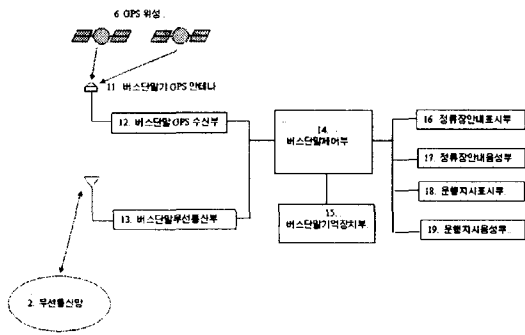 6 GPS 위성
11 버스단말기 GPS 안테나
12. 버스단말 GPS 수신부
14.
버스단말제어부
16. 정류장안내표시부
17. 정류장안내음성부
18. 운행지시표시부
19. 운행지시음성부
13. 버스단말무선통신부
15.
버스단말기억장치부
2. 무선통신망